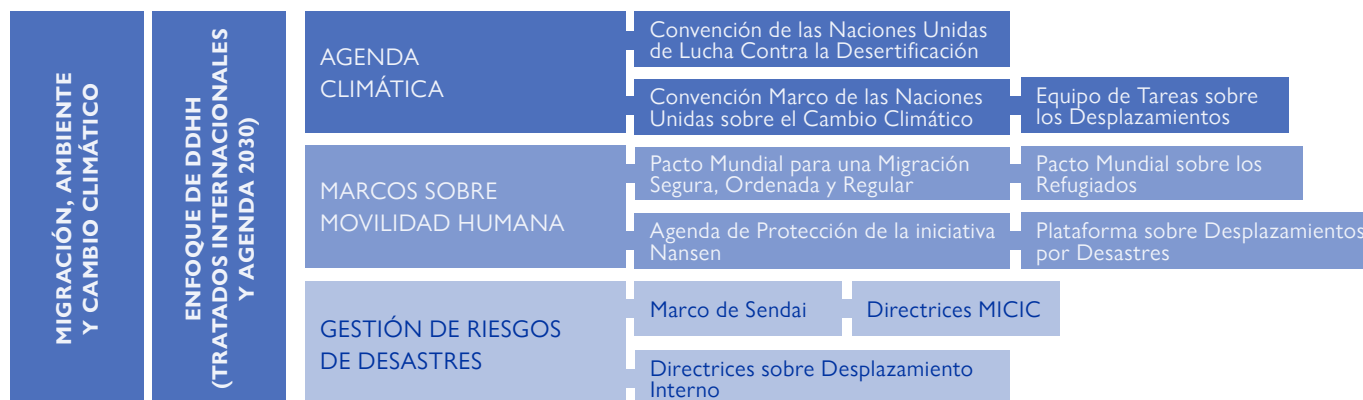 MIGRACIÓN, AMBIENTE
Y CAMBIO CLIMÁTICO
ENFOQUE DE DDHH
(TRATADOS INTERNACIONALES
Y AGENDA 2030)
AGENDA
CLIMÁTICA
Convención de las Naciones Unidas
de Lucha Contra la Desertificación
Convención Marco de las Naciones
Unidas sobre el Cambio Climático
Equipo de Tareas sobre
los Desplazamientos
MARCOS SOBRE
MOVILIDAD HUMANA
Pacto Mundial para una Migración
Segura, Ordenada y Regular
Pacto Mundial sobre los
Refugiados
Agenda de Protección de la iniciativa
Nansen
Plataforma sobre Desplazamientos
por Desastres
GESTIÓN DE RIESGOS
DE DESASTRES
Marco de Sendai
Directrices MICIC
Directrices sobre Desplazamiento
Interno